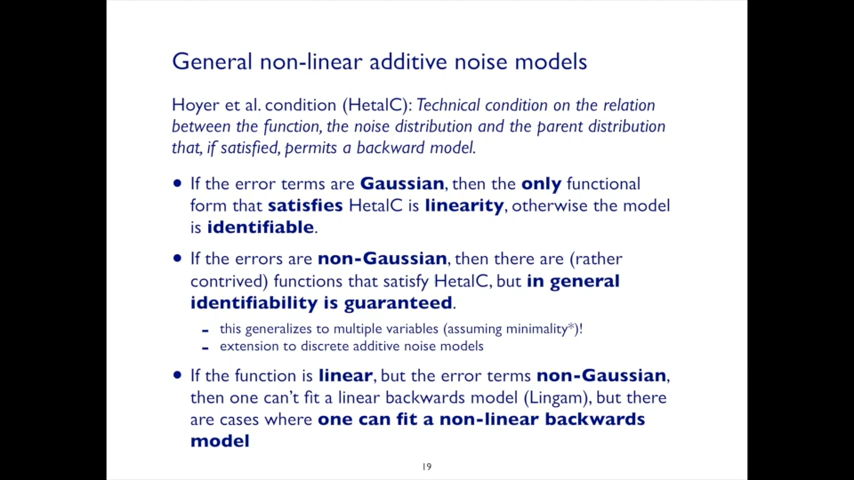 General non-linear additive noise models
Hoyer et al. condition (HetalC): Technical condition on the relation
between the function, the noise distribution and the parent distribution
that, if satisfied, permits a backward model.
• If the error terms are Gaussian, then the only functional
form that satisfies HetalC is linearity, otherwise the model
is identifiable.
• If the errors are non-Gaussian, then there are (rather
contrived) functions that satisfy HetalC, but in general
identifiability is guaranteed.
- this generalizes to multiple variables (assuming minimality*)!
- extension to discrete additive noise models
• If the function is linear, but the error terms non-Gaussian,
then one can't fit a linear backwards model (Lingam), but there
are cases where one can fit a non-linear backwards
model
19